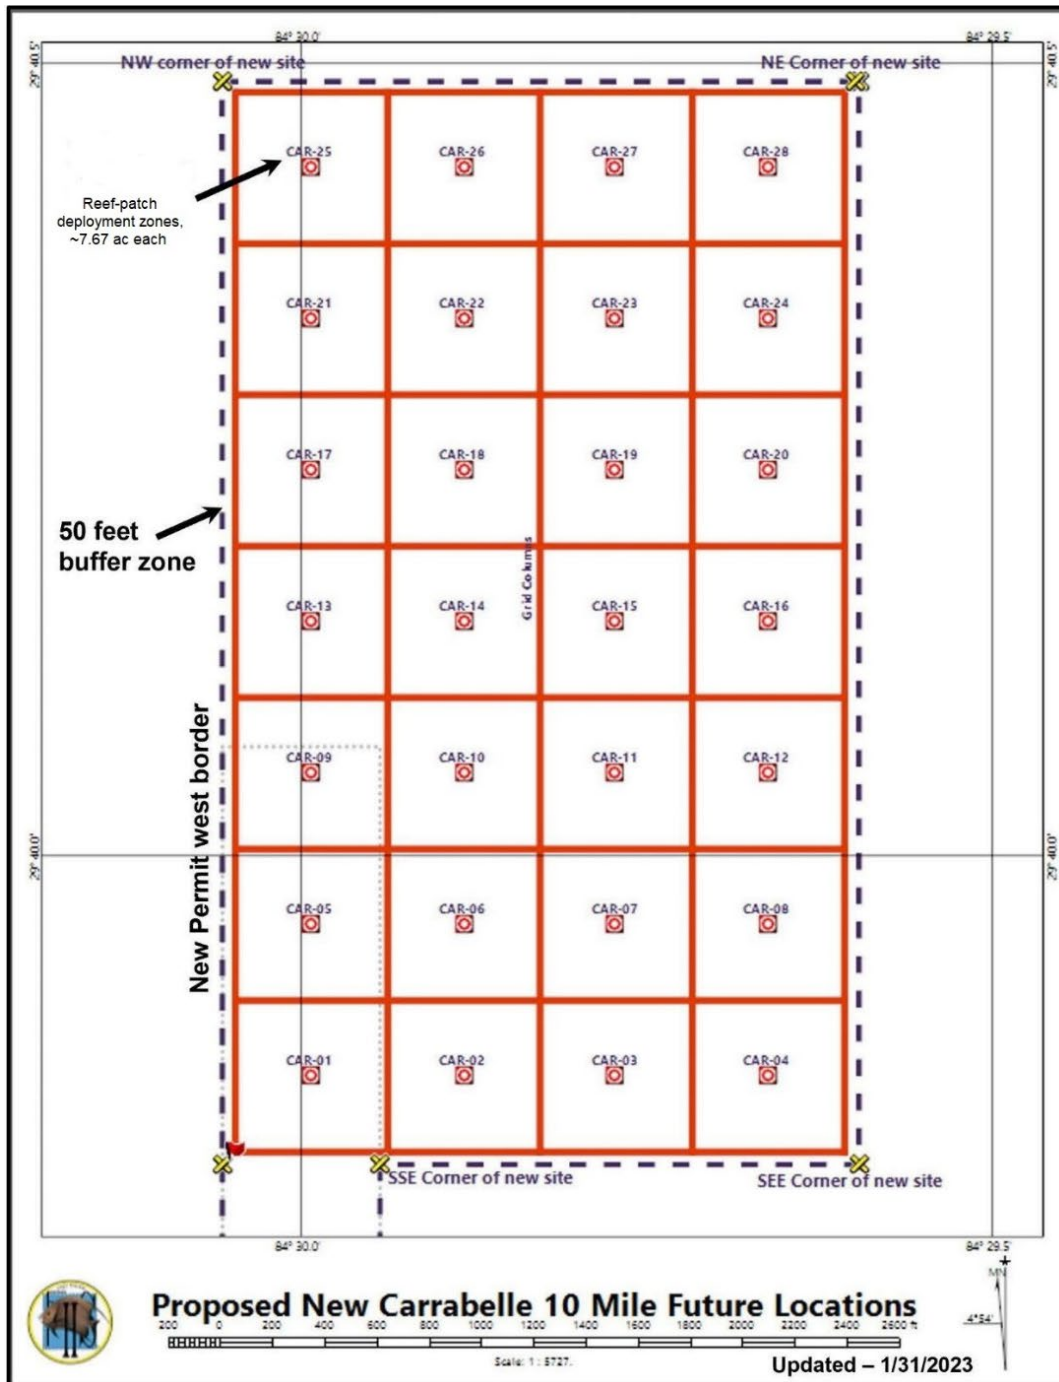 84° 30.0'
84° 29.5'
29° 40.5'
29° 40.5'
NW corner of new site
NE Corner of new site
CAR-25
CAR-26
CAR-27
CAR-28
Reef-patch
deployment zones,
~7.67 ac each
CAR-21
CAR-22
CAR-23
CAR-24
CAR-17
CAR-18
CAR-19
CAR-20
50 feet
buffer zone
Grid Columns
CAR-13
CAR-14
CAR-15
CAR-16
New Permit west border
CAR-09
CAR-10
CAR-11
CAR-12
29° 40.0'
29° 40.0'
CAR-05
CAR-06
CAR-07
CAR-08
CAR-01
CAR-02
CAR-03
CAR-04
SSE Corner of new site
SEE Corner of new site
84° 30.0'
84° 29.5'
MN
4°54'
Proposed New Carrabelle 10 Mile Future Locations
200 0 200 400 600 800 1000 1200 1400 1600 1800 2000 2200 2400 2600 ft
Scale: 1 : 5727.
Updated – 1/31/2023